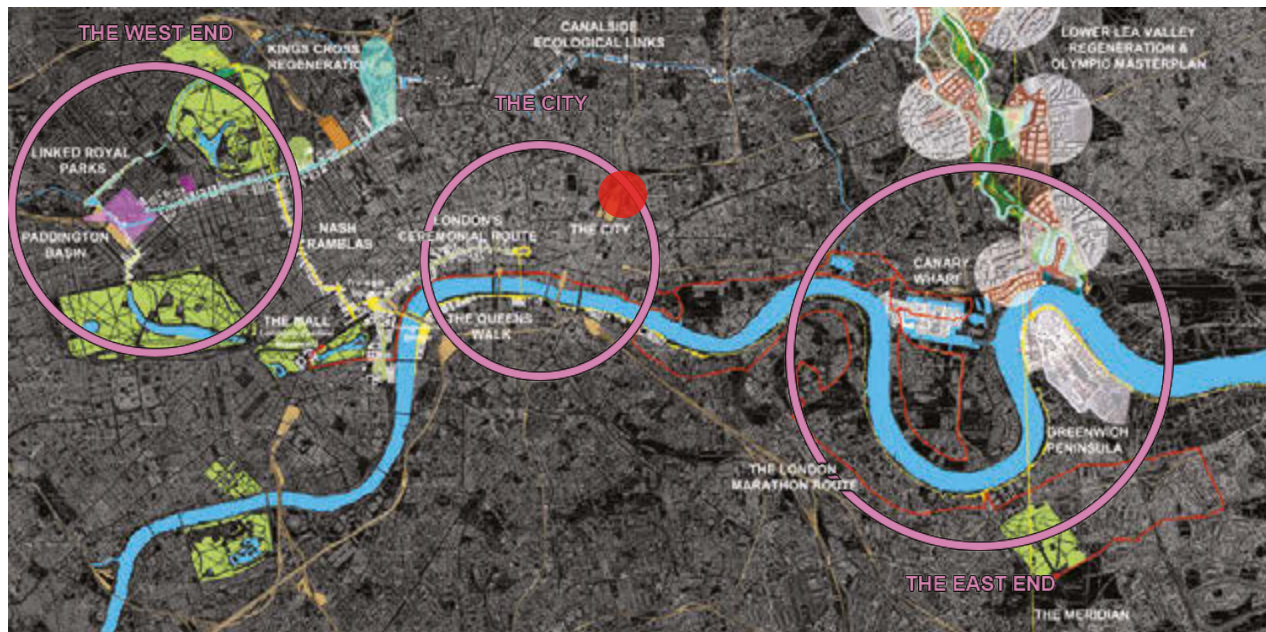 THE WEST END
KINGS CROSS
REGENERATION
CANALSIDE
ECOLOGICAL LINKS
LOWER LEA VALLEY
REGENERATION &
OLYMPIC MASTERPLAN
THE CITY
LINKED ROYAL
PARKS
PADDINGTON
BASIN
NASH
RAMBLAS
LONDON'S
CEREMONIAL ROUTE
THE CITY
CANARY
WHARF
THE MALL
THE QUEENS
WALK
GREENWICH
PENINSULA
THE LONDON
MARATHON ROUTE
THE EAST END
THE MERIDIAN